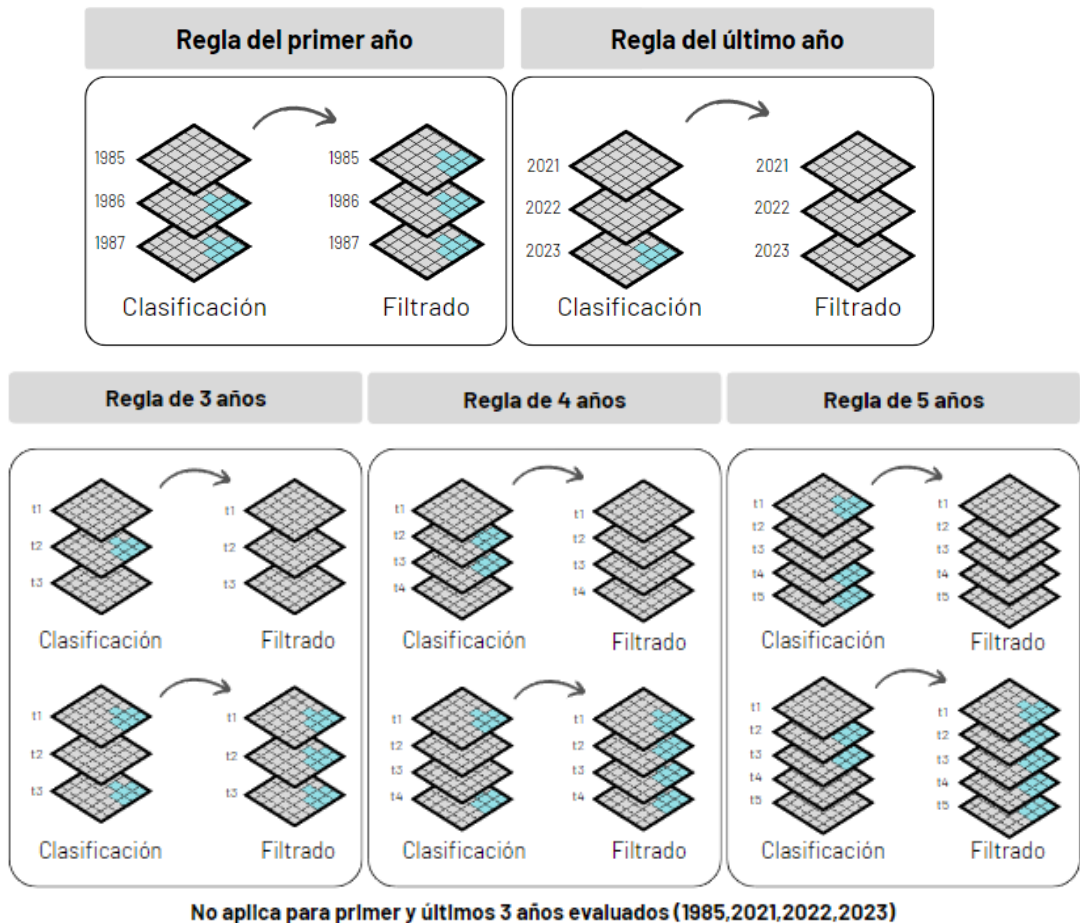 Regla del primer año
Regla del último año
1985
1986
1987
Clasificación
1985
1986
1987
Filtrado
2021
2022
2023
Clasificación
2021
2022
2023
Filtrado
Regla de 3 años
Regla de 4 años
Regla de 5 años
t1
t2
t3
Clasificación
t1
t2
t3
Filtrado
t1
t2
t3
Clasificación
t1
t2
t3
Filtrado
t1
t2
t3
t4
Clasificación
t1
t2
t3
t4
Filtrado
t1
t2
t3
t4
Clasificación
t1
t2
t3
t4
Filtrado
t1
t2
t3
t4
t5
Clasificación
t1
t2
t3
t4
t5
Filtrado
t1
t2
t3
t4
t5
Clasificación
t1
t2
t3
t4
t5
Filtrado
No aplica para primer y últimos 3 años evaluados (1985,2021,2022,2023)